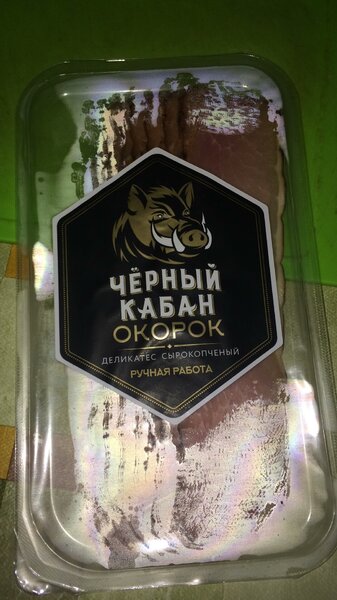 ЧЁРНЫЙ
КАБАН
ОКОРОК
ДЕЛИКАТЕС СЫРОКОПЧЕНЫЙ
РУЧНАЯ РАБОТА